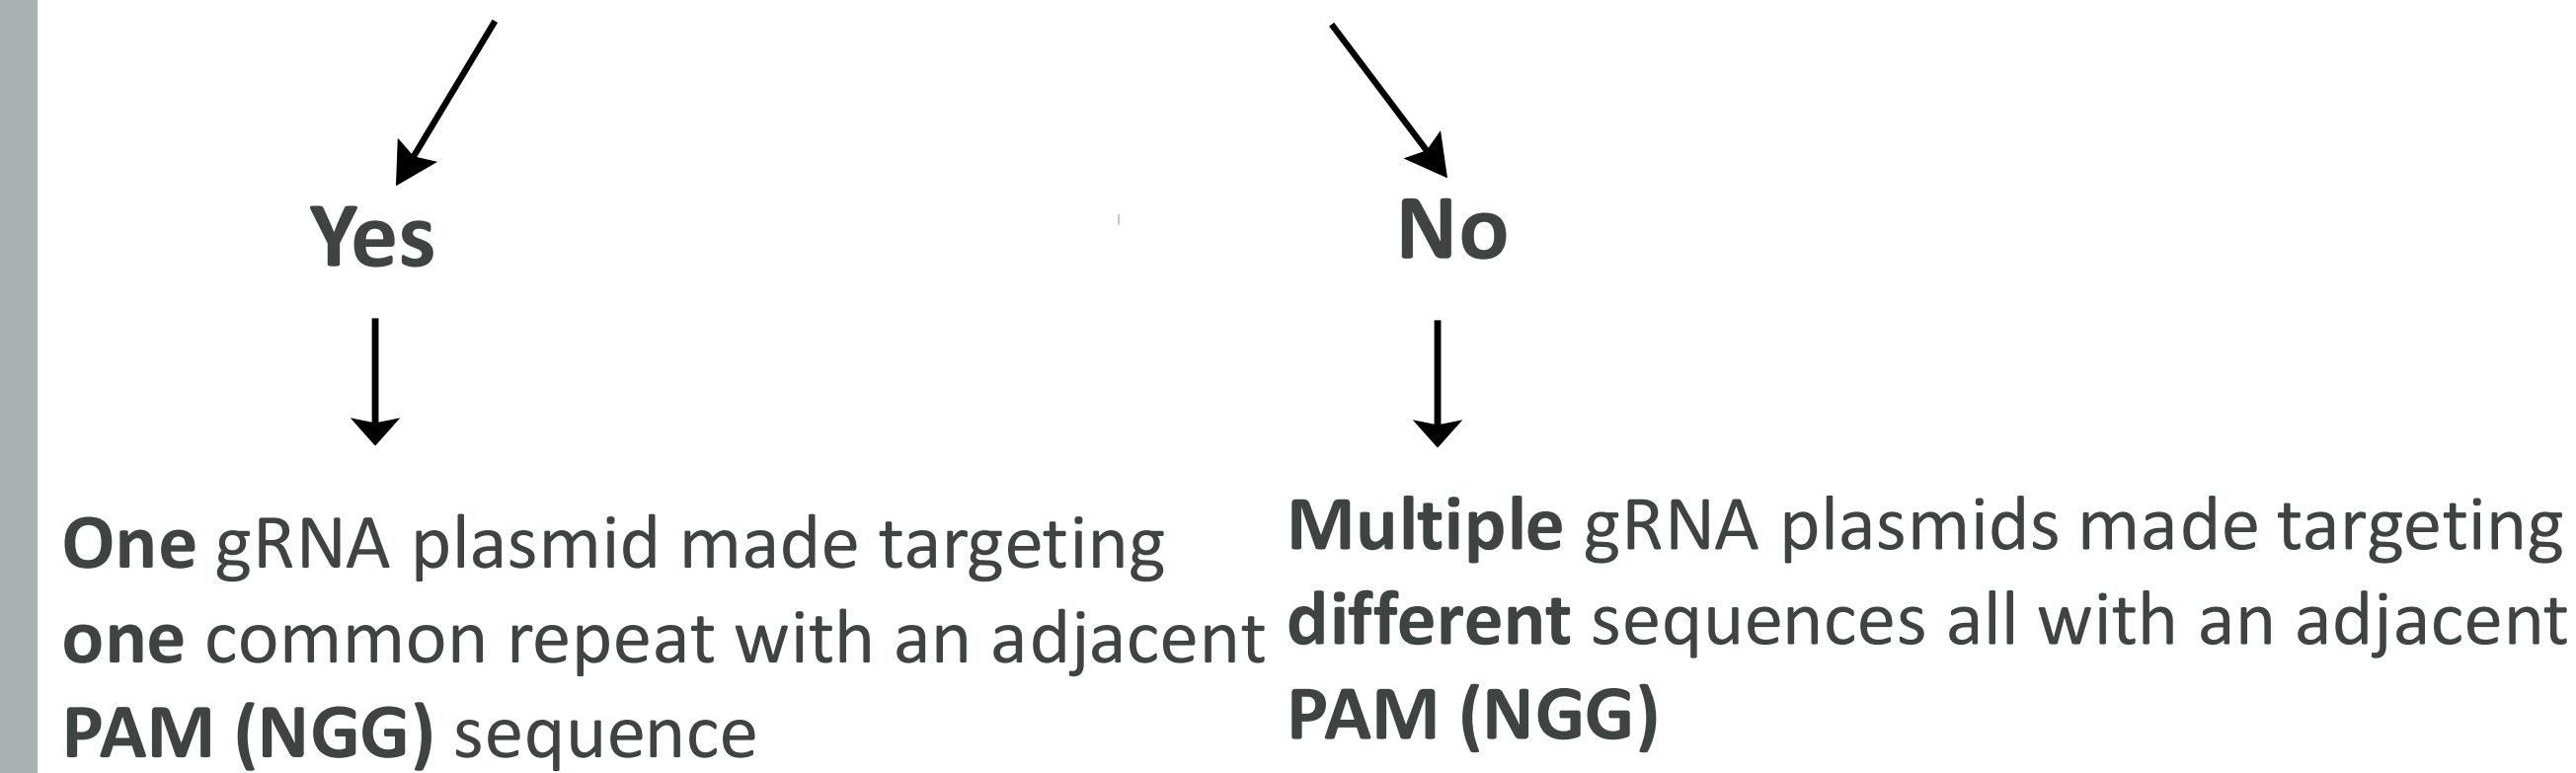 Yes
No
One gRNA plasmid made targeting
one common repeat with an adjacent
PAM (NGG) sequence
Multiple gRNA plasmids made targeting
different sequences all with an adjacent
PAM (NGG)